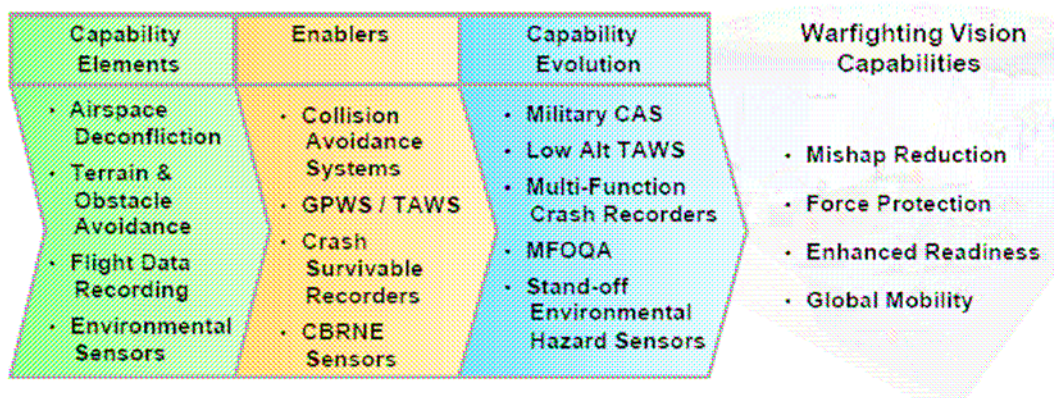 Capability
Elements
· Airspace
Deconfliction
· Terrain &
Obstacle
Avoidance
· Flight Data
Recording
· Environmental
Sensors
Enablers
· Collision
Avoidance
Systems
· GPWS / TAWS
· Crash
Survivable
Recorders
· CBRNE
Sensors
Capability
Evolution
· Military CAS
· Low Alt TAWS
· Multi-Function
Crash Recorders
· MFOQA
· Stand-off
Environmental
Hazard Sensors
Warfighting Vision
Capabilities
· Mishap Reduction
· Force Protection
· Enhanced Readiness
· Global Mobility